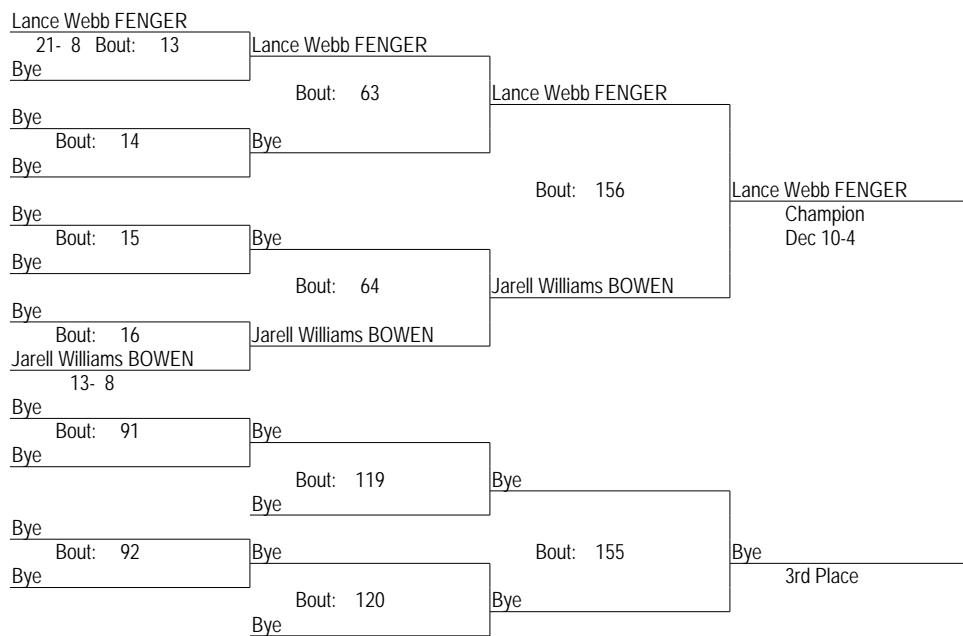 Lance Webb FENGER
21- 8 Bout: 13
Lance Webb FENGER
Bye
Bout: 63
Lance Webb FENGER
Bye
Bout: 14
Bye
Bye
Bout: 156
Lance Webb FENGER
Champion
Dec 10-4
Bye
Bout: 15
Bye
Bye
Bout: 64
Jarell Williams BOWEN
Bye
Bout: 16
Jarell Williams BOWEN
Jarell Williams BOWEN
13- 8
Bye
Bout: 91
Bye
Bye
Bout: 119
Bye
Bye
Bye
Bout: 92
Bye
Bye
Bout: 155
Bye
3rd Place
Bout: 120
Bye
Bye